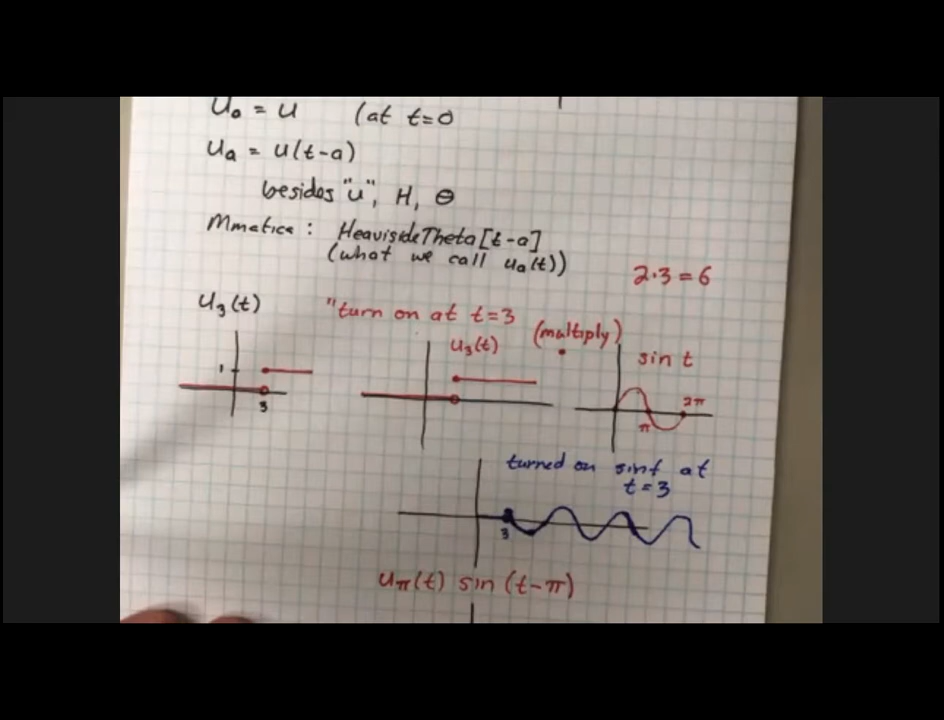 u₀ = u (at t=0
uₐ = u(t-a)
besides "u", H, Θ
Mmatica : HeavisideTheta[t-a]
(what we call uₐ(t))
2·3=6
u₃(t)
"turn on at t=3
(multiply)
u₃(t)
sin t
1
3
π
2π
turned on sint at
t=3
3
uπ(t) sin (t-π)